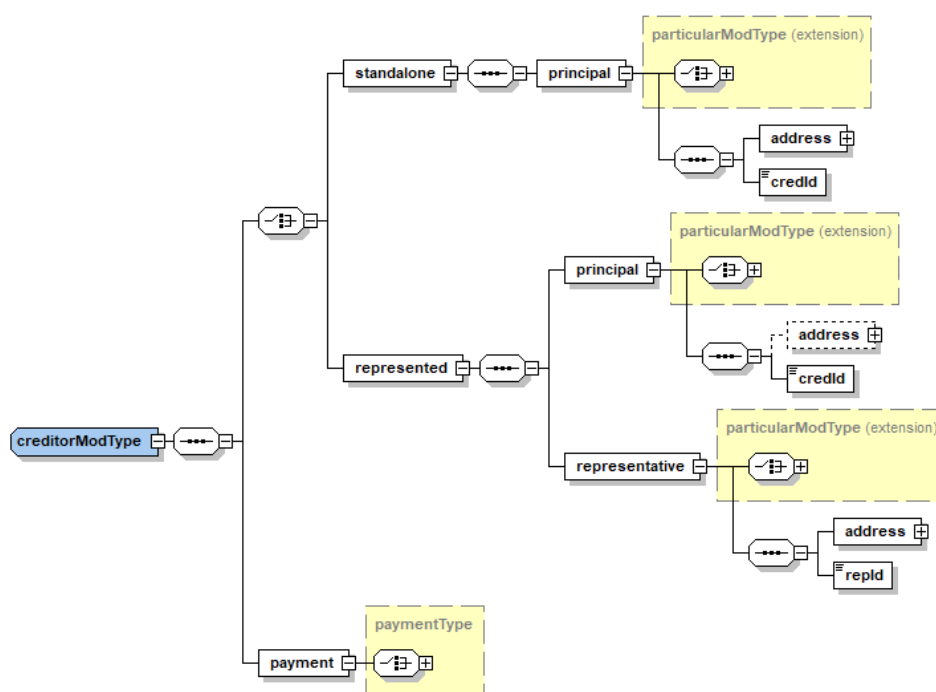 particularModType (extension)
standalone
principal
address
credId
particularModType (extension)
principal
address
represented
credId
particularModType (extension)
creditorModType
representative
address
repId
paymentType
payment